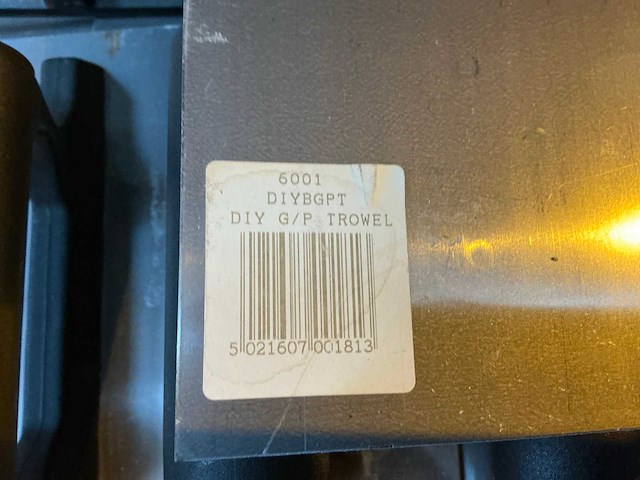 6001
DIYBGPT
DIY G/P TROWEL
5 021607 001813